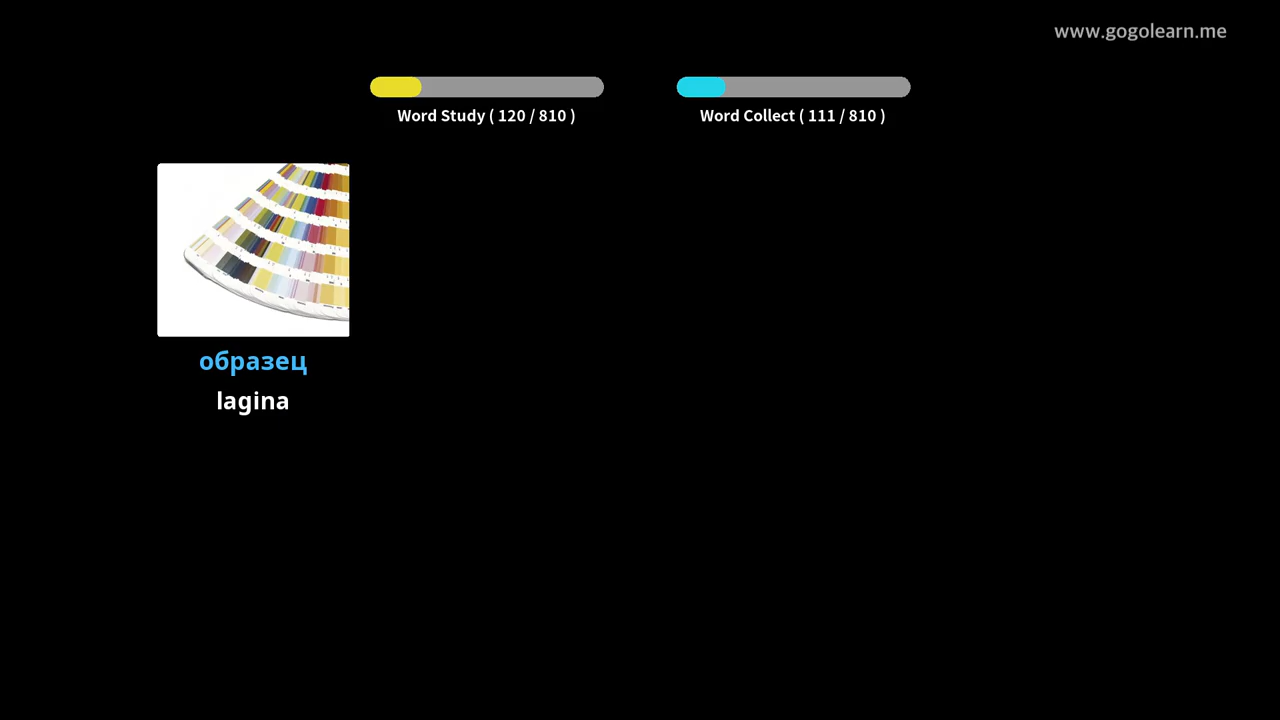 www.gogolearn.me
Word Study ( 120 / 810 )
Word Collect ( 111 / 810 )
образец
lagina